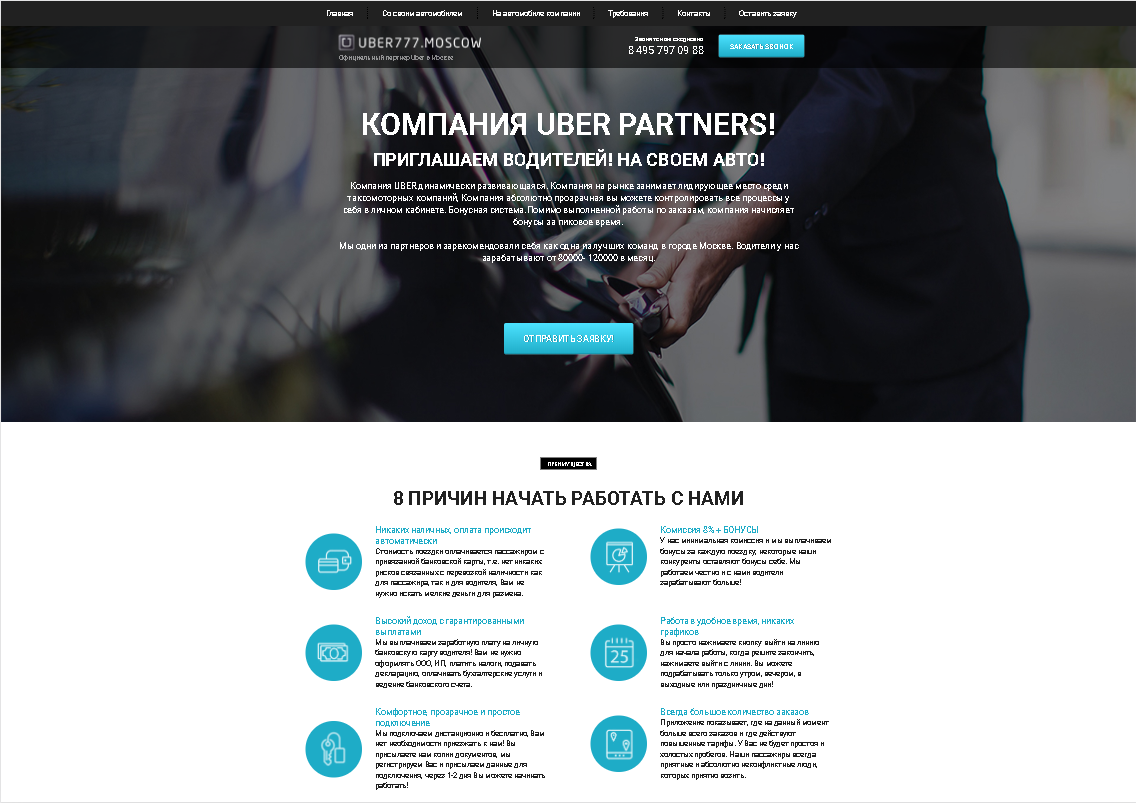 Главная
Со своим автомобилем
На автомобиле компании
Требования
Контакты
Оставить заявку
UBER777.MOSCOW
Официальный партнер Uber в Москве
Звоните нам ежедневно
8 495 797 09 88
ЗАКАЗАТЬ ЗВОНОК
КОМПАНИЯ UBER PARTNERS!
ПРИГЛАШАЕМ ВОДИТЕЛЕЙ! НА СВОЕМ АВТО!
Компания UBER динамически развивающаяся. Компания на рынке занимает лидирующее место среди
таксомоторных компаний, Компания абсолютно прозрачная вы можете контролировать все процессы у
себя в личном кабинете. Бонусная система.Помимо выполненной работы по заказам, компания начисляет
бонусы за пиковое время.
Мы одни из партнеров и зарекомендовали себя как одна из лучших команд в городе Москве. Водители у нас
зарабатывают от 80000- 120000 в месяц.
ОТПРАВИТЬ ЗАЯВКУ!
ПРЕИМУЩЕСТВА
8 ПРИЧИН НАЧАТЬ РАБОТАТЬ С НАМИ
Никаких наличных, оплата происходит
автоматически
Стоимость поездки оплачивается пассажиром с
привязанной банковской карты, т.е. нет никаких
рисков связанных с перевозкой наличности как
для пассажира, так и для водителя, Вам не
нужно искать мелкие деньги для размена.
Комиссия 8% + БОНУСЫ
У нас минимальная комиссия и мы выплачиваем
бонусы за каждую поездку, некоторые наши
конкуренты оставляют бонусы себе. Мы
работаем честно и с нами водители
зарабатывают больше!
Высокий доход с гарантированными
выплатами
Мы выплачиваем заработную плату на личную
банковскую карту водителя! Вам не нужно
оформлять ООО, ИП, платить налоги, подавать
декларацию, оплачивать бухгалтерские услуги и
ведение банковского счета.
25
Работа в удобное время, никаких
графиков
Вы просто нажимаете кнопку выйти на линию
для начала работы, когда решите закончить,
нажимаете выйти с линии. Вы можете
подрабатывать только утром, вечером, в
выходные или праздничные дни!
Комфортное, прозрачное и простое
подключение
Мы подключаем дистанционно и бесплатно, Вам
нет необходимости приезжать к нам! Вы
присылаете нам копии документов, мы
регистрируем Вас и присылаем данные для
подключения, через 1-2 дня Вы можете начинать
работать!
Всегда большое количество заказов
Приложение показывает, где на данный момент
больше всего заказов и где действуют
повышенные тарифы. У Вас не будет простоя и
холостых пробегов. Наши пассажиры всегда
приятные и абсолютно неконфликтные люди,
которых приятно возить.